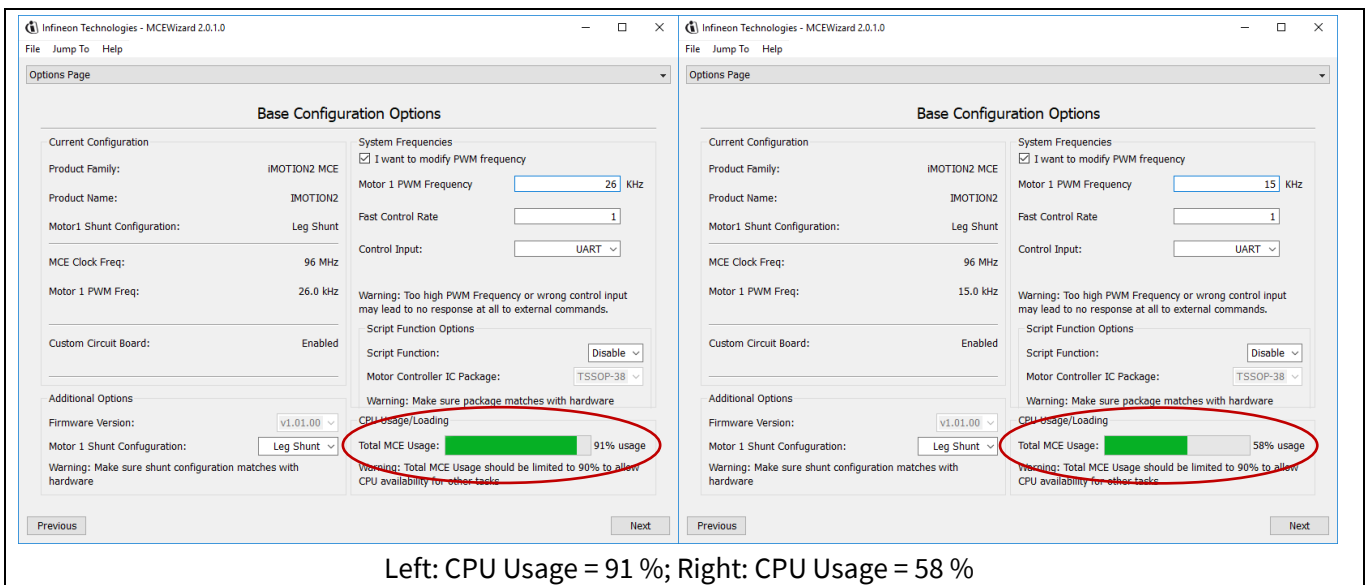 Infineon Technologies - MCEWizard 2.0.1.0
File Jump To Help
Options Page
Base Configuration Options
Current Configuration
Product Family: iMOTION2 MCE
Product Name: IMOTION2
Motor1 Shunt Configuration: Leg Shunt
MCE Clock Freq: 96 MHz
Motor 1 PWM Freq: 26.0 kHz
Custom Circuit Board: Enabled
Additional Options
Firmware Version: v1.01.00
Motor 1 Shunt Confuguration: Leg Shunt
Warning: Make sure shunt configuration matches with
hardware
System Frequencies
I want to modify PWM frequency
Motor 1 PWM Frequency 26 KHz
Fast Control Rate 1
Control Input: UART
Warning: Too high PWM Frequency or wrong control input
may lead to no response at all to external commands.
Script Function Options
Script Function: Disable
Motor Controller IC Package: TSSOP-38
Warning: Make sure package matches with hardware
CPU Usage/Loading
Total MCE Usage: 91% usage
Warning: Total MCE Usage should be limited to 90% to allow
CPU availability for other tasks
Previous
Next
Infineon Technologies - MCEWizard 2.0.1.0
File Jump To Help
Options Page
Base Configuration Options
Current Configuration
Product Family: iMOTION2 MCE
Product Name: IMOTION2
Motor1 Shunt Configuration: Leg Shunt
MCE Clock Freq: 96 MHz
Motor 1 PWM Freq: 15.0 kHz
Custom Circuit Board: Enabled
Additional Options
Firmware Version: v1.01.00
Motor 1 Shunt Confuguration: Leg Shunt
Warning: Make sure shunt configuration matches with
hardware
System Frequencies
I want to modify PWM frequency
Motor 1 PWM Frequency 15 KHz
Fast Control Rate 1
Control Input: UART
Warning: Too high PWM Frequency or wrong control input
may lead to no response at all to external commands.
Script Function Options
Script Function: Disable
Motor Controller IC Package: TSSOP-38
Warning: Make sure package matches with hardware
CPU Usage/Loading
Total MCE Usage: 58% usage
Warning: Total MCE Usage should be limited to 90% to allow
CPU availability for other tasks
Previous
Next
Left: CPU Usage = 91 %; Right: CPU Usage = 58 %